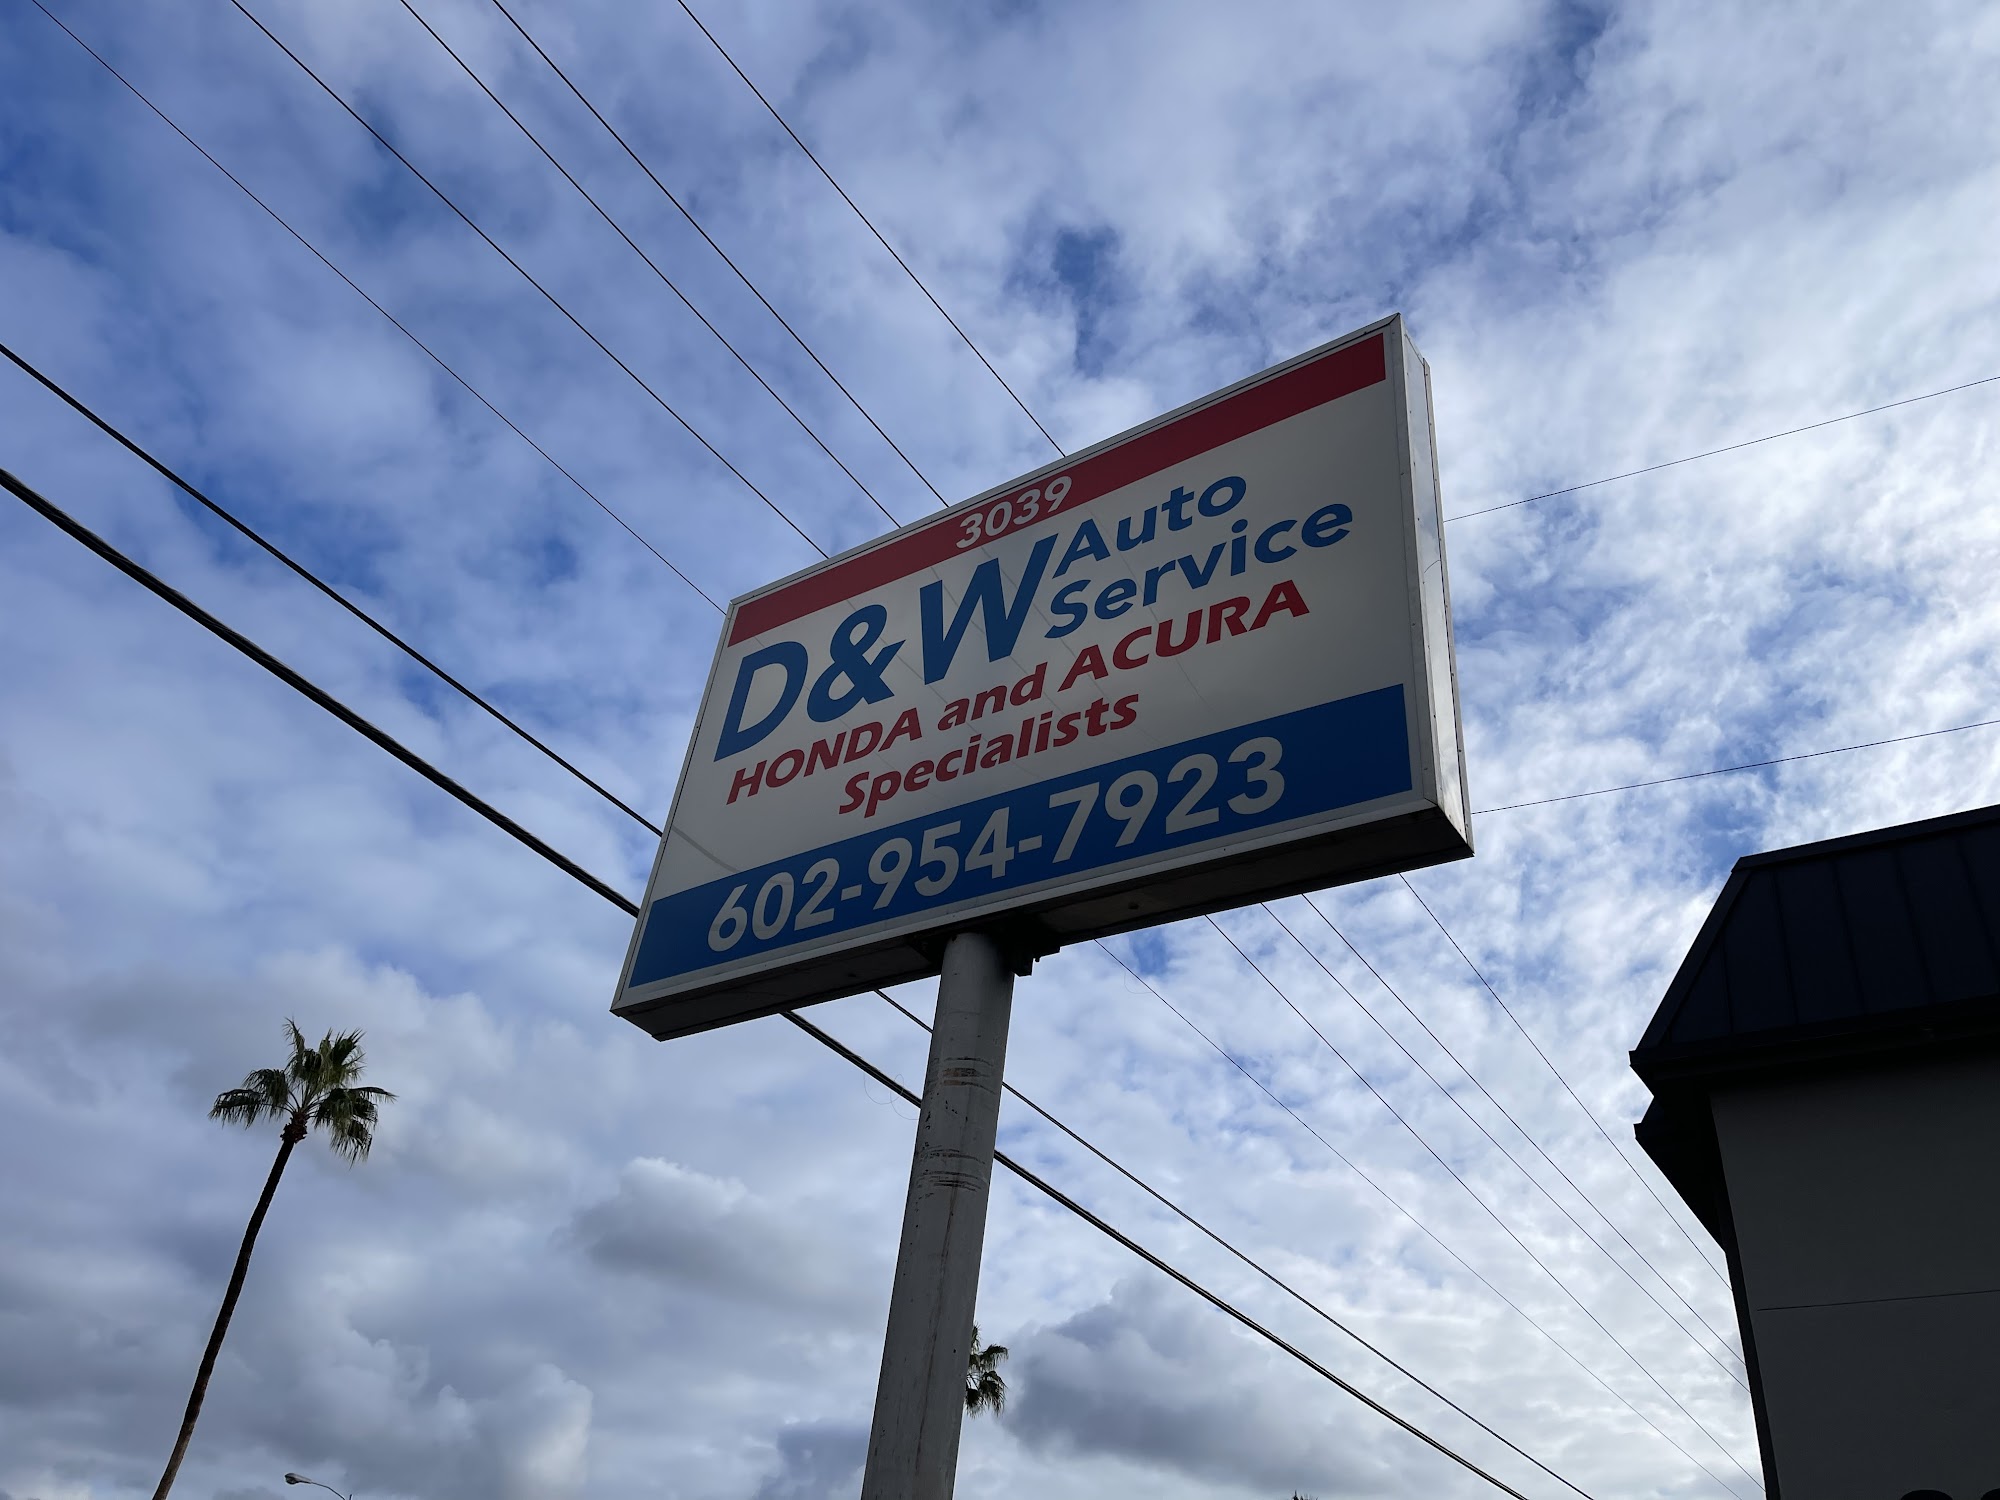 3039
D&W Auto
Service
HONDA and ACURA
Specialists
602-954-7923